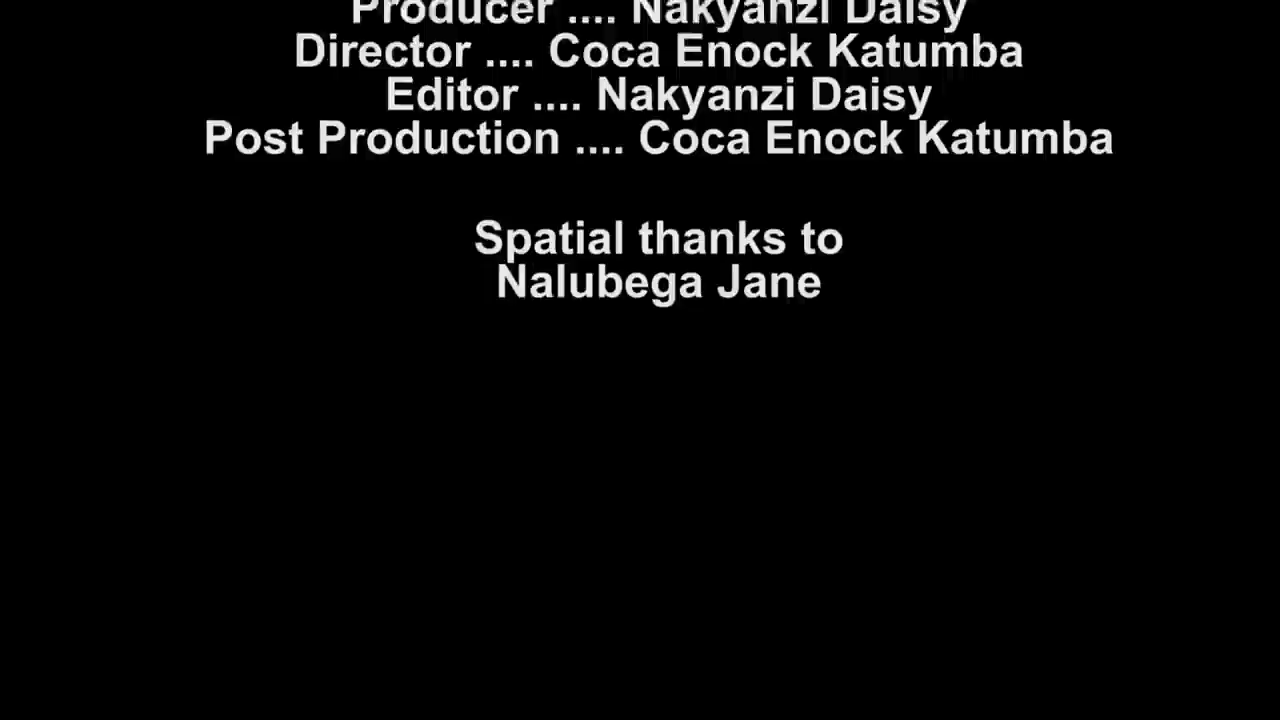 Producer .... Nakyanzi Daisy
Director .... Coca Enock Katumba
Editor .... Nakyanzi Daisy
Post Production .... Coca Enock Katumba
Spatial thanks to
Nalubega Jane